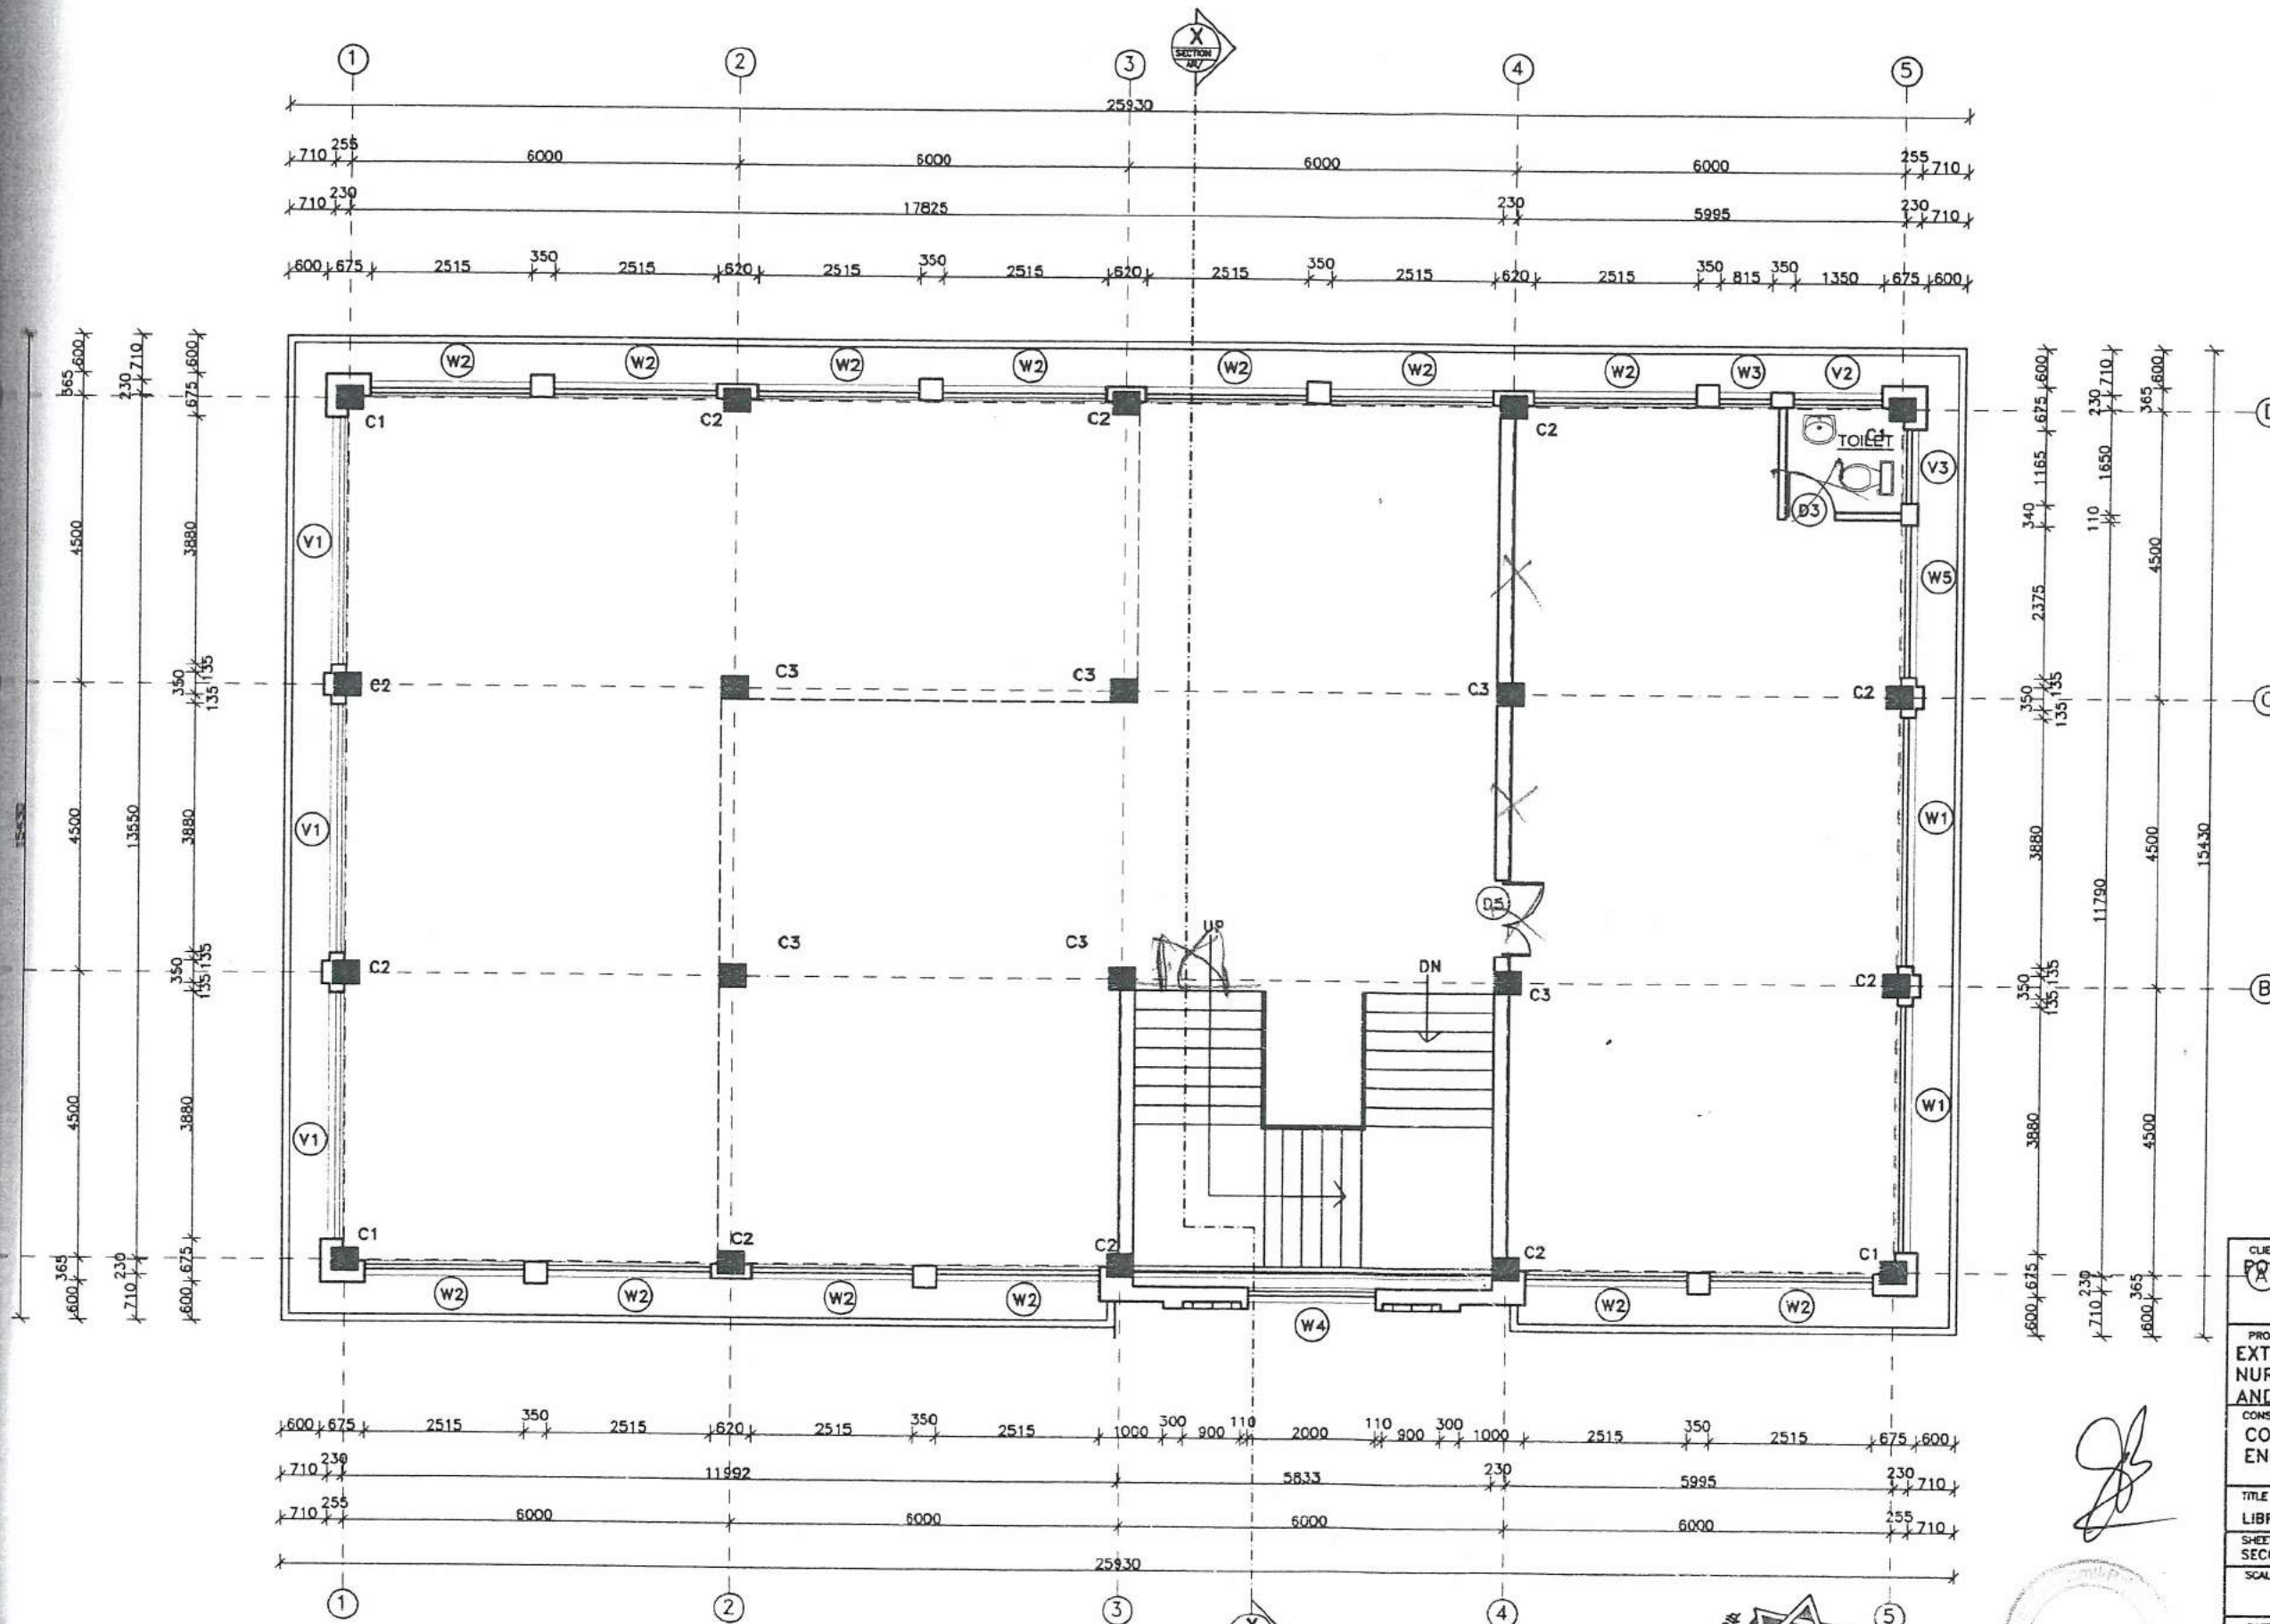 X
SECTION
1 2 3 4 5
25930
710 255 6000 6000 6000 6000 255 710
710 230 17825 230 5995 230 710
600 675 2515 350 2515 620 2515 350 2515 620 2515 350 2515 620 2515 350 815 350 1350 675 600
W2 W2 W2 W2 W2 W2 W2 W3 V2
C1 C2 C2 C2 C1
TOILET
V3
D3
V1
W5
C2 C3 C3 C3 C2
V1
W1
D5
UP
DN
C2 C3 C3 C3 C2
V1
W1
C1 C2 C2 C2 C1
W2 W2 W2 W2 W4 W2 W2
600 365 4500 4500 4500 365 600
710 230 13550 230 710
600 675 3880 135 350 135 3880 135 350 135 3880 675 600
600 675 1165 340 2375 135 350 135 3880 135 350 135 3880 675 600
710 230 1650 110 11790 230 710
600 365 4500 4500 4500 365 600
15430
B
A
600 675 2515 350 2515 620 2515 350 2515 1000 300 900 110 2000 110 900 300 1000 2515 350 2515 675 600
710 230 11992 5833 230 5995 230 710
710 255 6000 6000 6000 6000 255 710
25930
1 2 3 X 4 5
PRO
EXT
NUR
AND
CONS
CO
EN
TITLE
LIBR
SHEET
SECO
SCAL